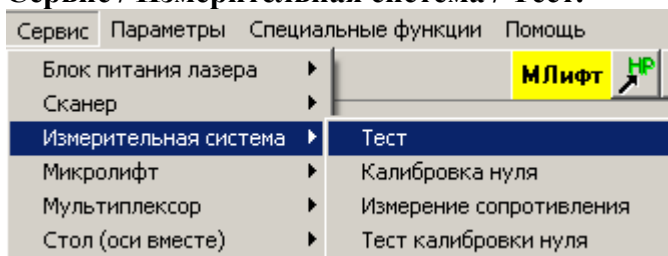 Сервис / Измерительная система / Тест.
Сервис Параметры Специальные функции Помощь
Блок питания лазера МЛифт HP
Сканер
Измерительная система Тест
Микролифт Калибровка нуля
Мультиплексор Измерение сопротивления
Стол (оси вместе) Тест калибровки нуля